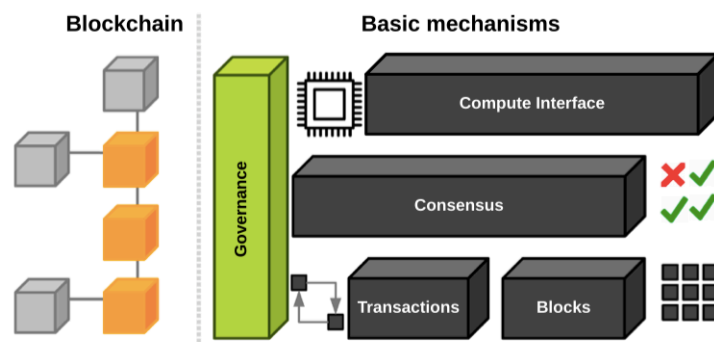 Blockchain
Basic mechanisms
Governance
Compute Interface
Consensus
Transactions
Blocks